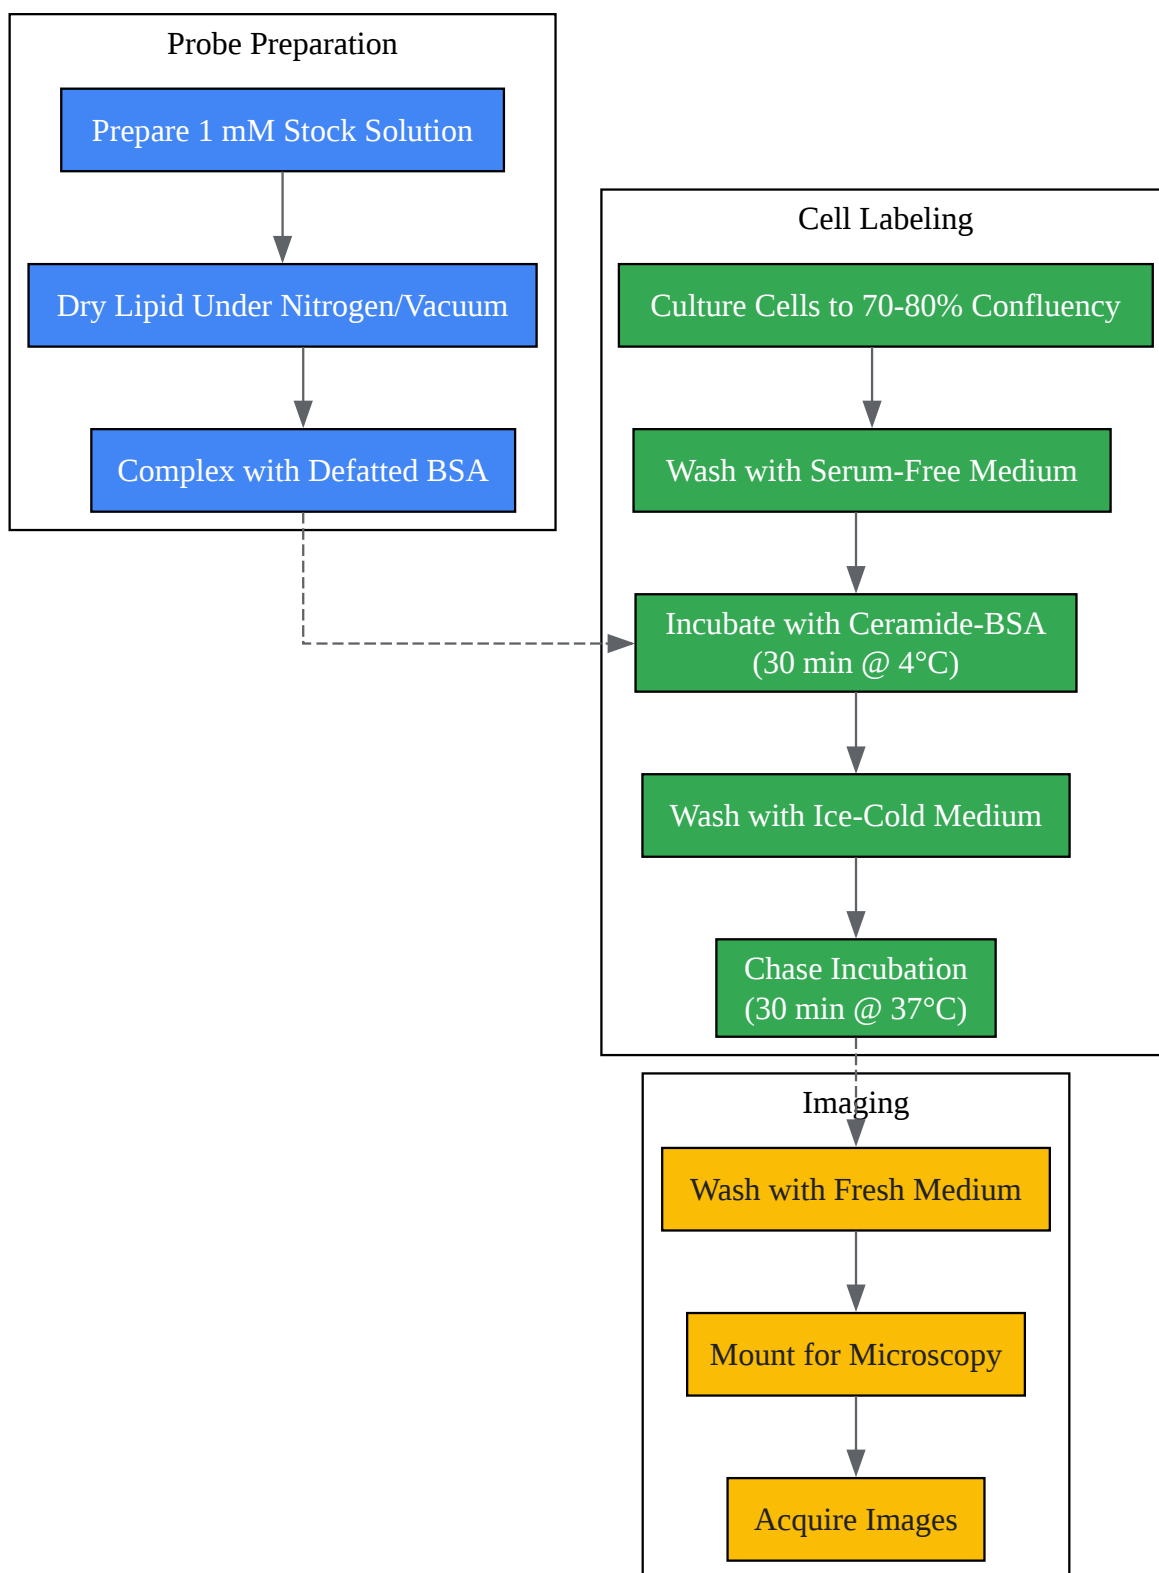 Probe Preparation
Prepare 1 mM Stock Solution
Dry Lipid Under Nitrogen/Vacuum
Complex with Defatted BSA
Cell Labeling
Culture Cells to 70-80% Confluency
Wash with Serum-Free Medium
Incubate with Ceramide-BSA
(30 min @ 4°C)
Wash with Ice-Cold Medium
Chase Incubation
(30 min @ 37°C)
Imaging
Wash with Fresh Medium
Mount for Microscopy
Acquire Images